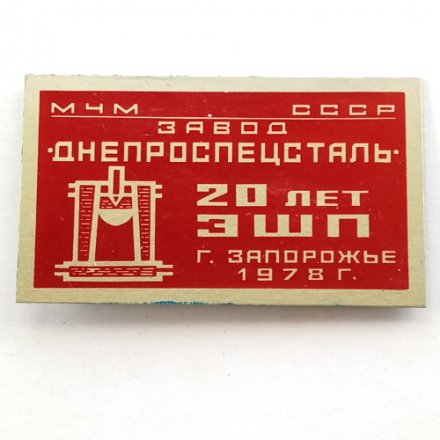 МЧМ СССР
ЗАВОД
·ДНЕПРОСПЕЦСТАЛЬ·
20 ЛЕТ
ЭШП
Г. ЗАПОРОЖЬЕ
1978 Г.